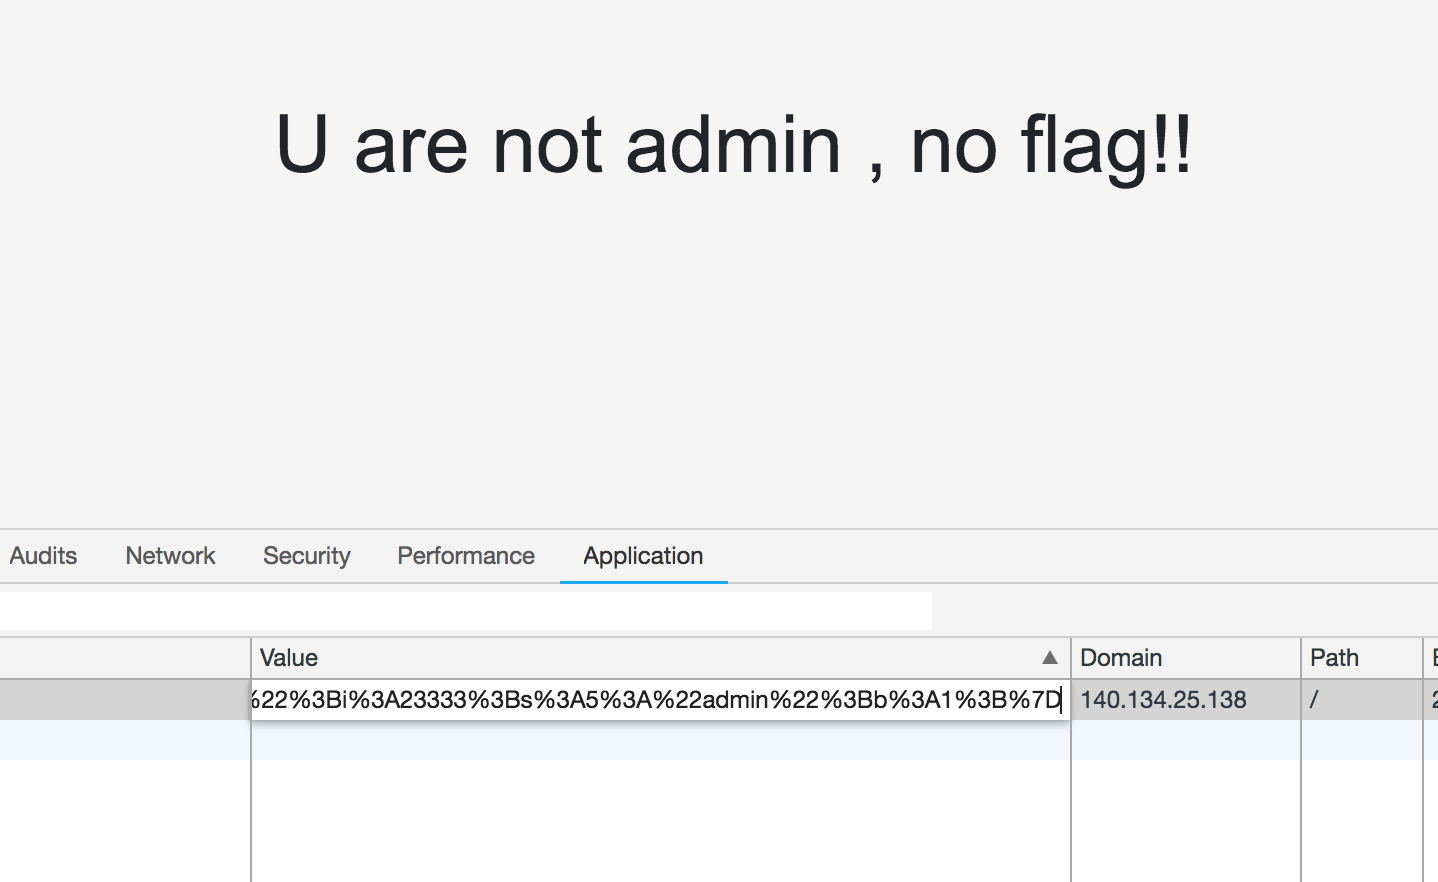 U are not admin , no flag!!
Audits Network Security Performance Application
Value Domain Path
%22%3Bi%3A23333%3Bs%3A5%3A%22admin%22%3Bb%3A1%3B%7D 140.134.25.138 /